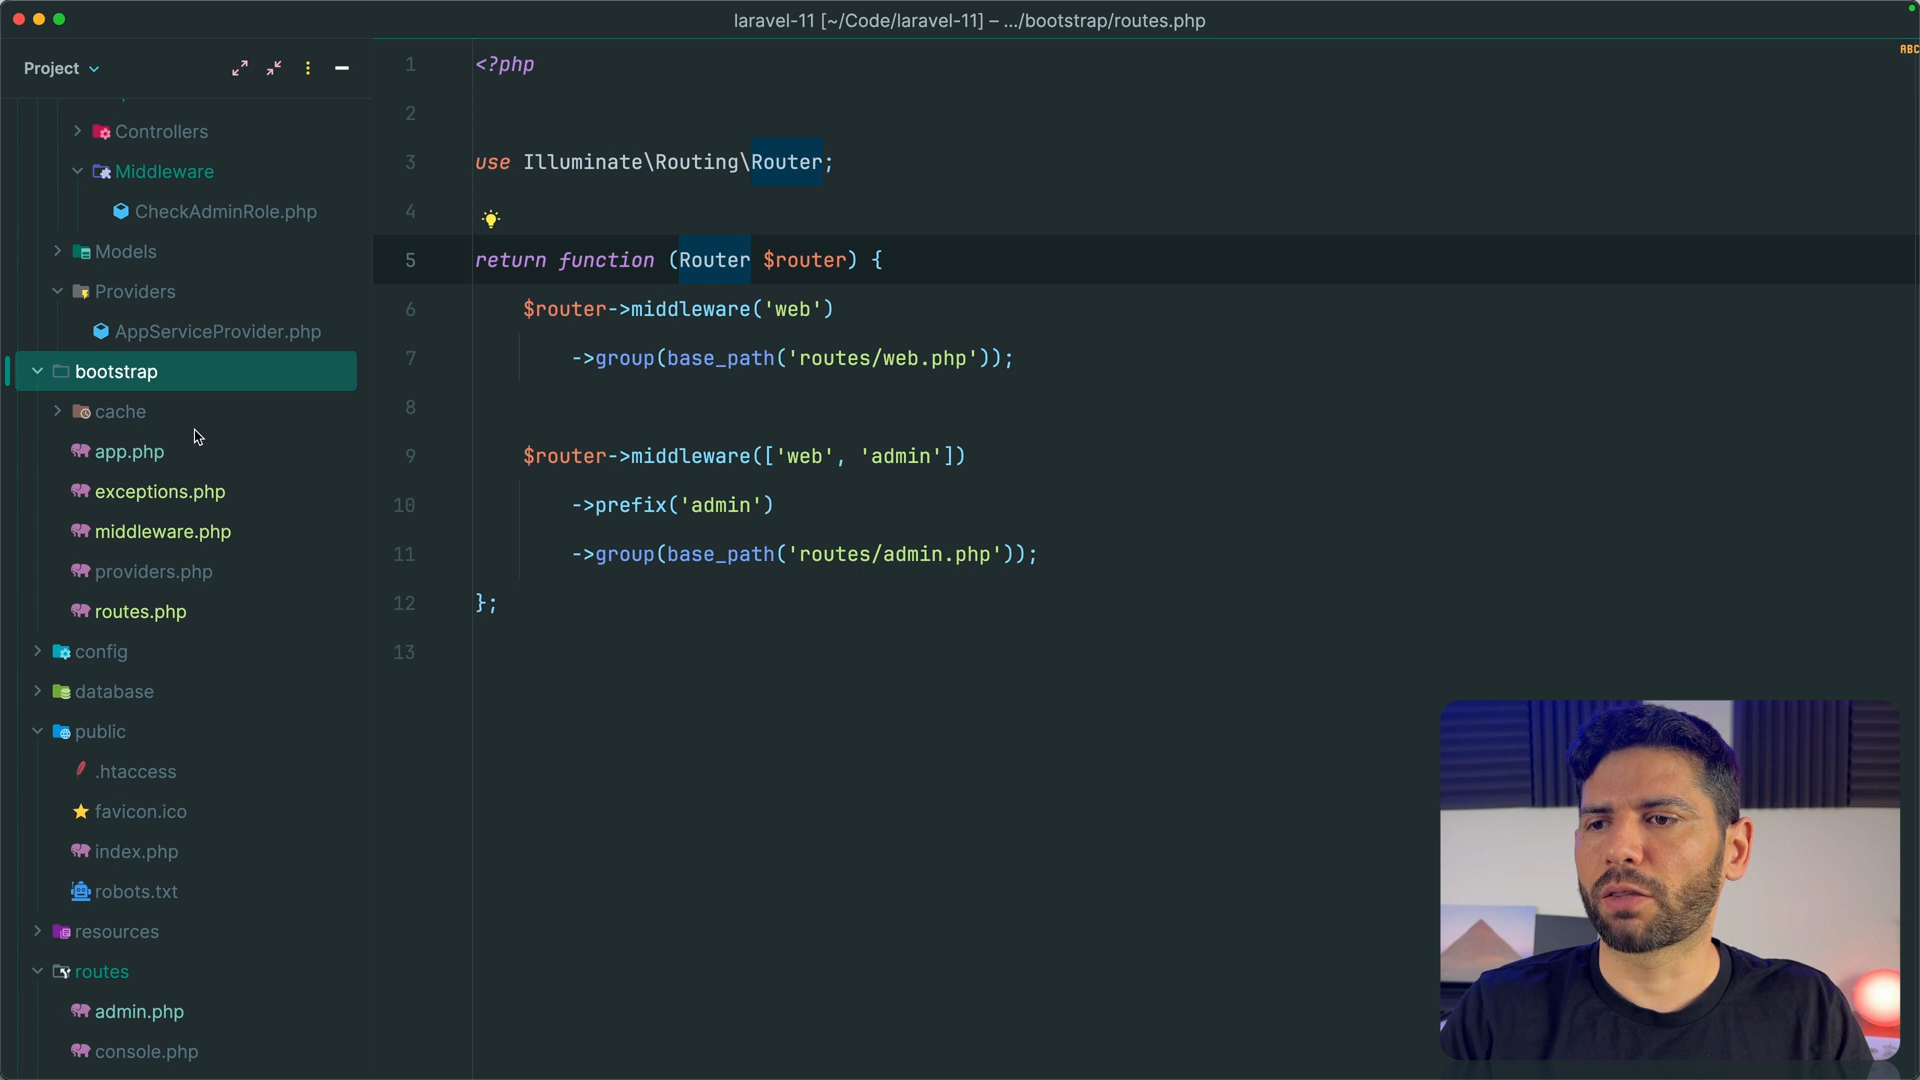 laravel-11 [~/Code/laravel-11] – .../bootstrap/routes.php
Project
Controllers
Middleware
CheckAdminRole.php
Models
Providers
AppServiceProvider.php
bootstrap
cache
app.php
exceptions.php
middleware.php
providers.php
routes.php
config
database
public
.htaccess
favicon.ico
index.php
robots.txt
resources
routes
admin.php
console.php
ABC
1 <?php
2
3 use Illuminate\Routing\Router;
4
5 return function (Router $router) {
6 $router->middleware('web')
7 ->group(base_path('routes/web.php'));
8
9 $router->middleware(['web', 'admin'])
10 ->prefix('admin')
11 ->group(base_path('routes/admin.php'));
12 };
13